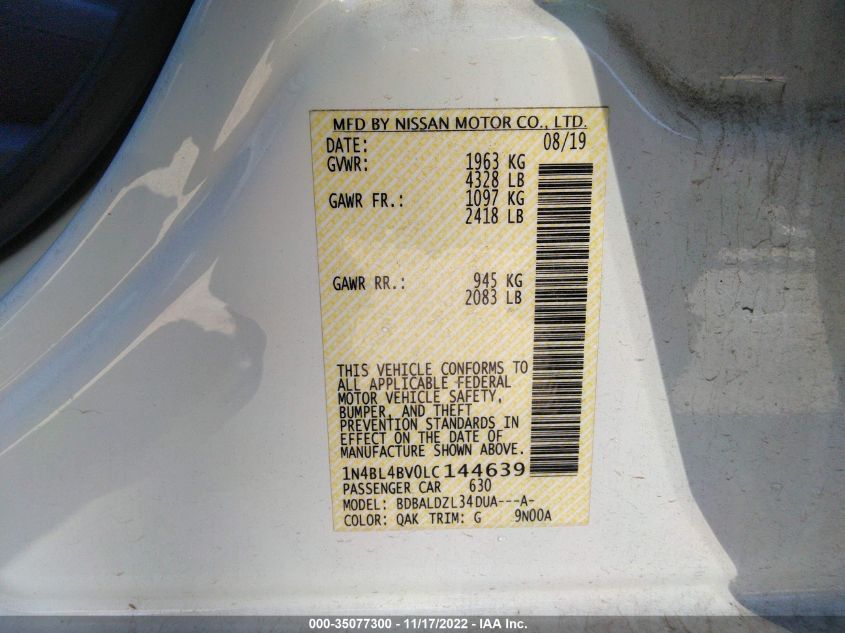 MFD BY NISSAN MOTOR CO., LTD.
DATE: 08/19
GVWR: 1963 KG
4328 LB
GAWR FR.: 1097 KG
2418 LB
GAWR RR.: 945 KG
2083 LB
THIS VEHICLE CONFORMS TO
ALL APPLICABLE FEDERAL
MOTOR VEHICLE SAFETY,
BUMPER, AND THEFT
PREVENTION STANDARDS IN
EFFECT ON THE DATE OF
MANUFACTURE SHOWN ABOVE.
1N4BL4BV0LC144639
PASSENGER CAR 630
MODEL: BDBALDZL34DUA---A-
COLOR: QAK TRIM: G 9N00A
000-35077300 - 11/17/2022 - IAA Inc.